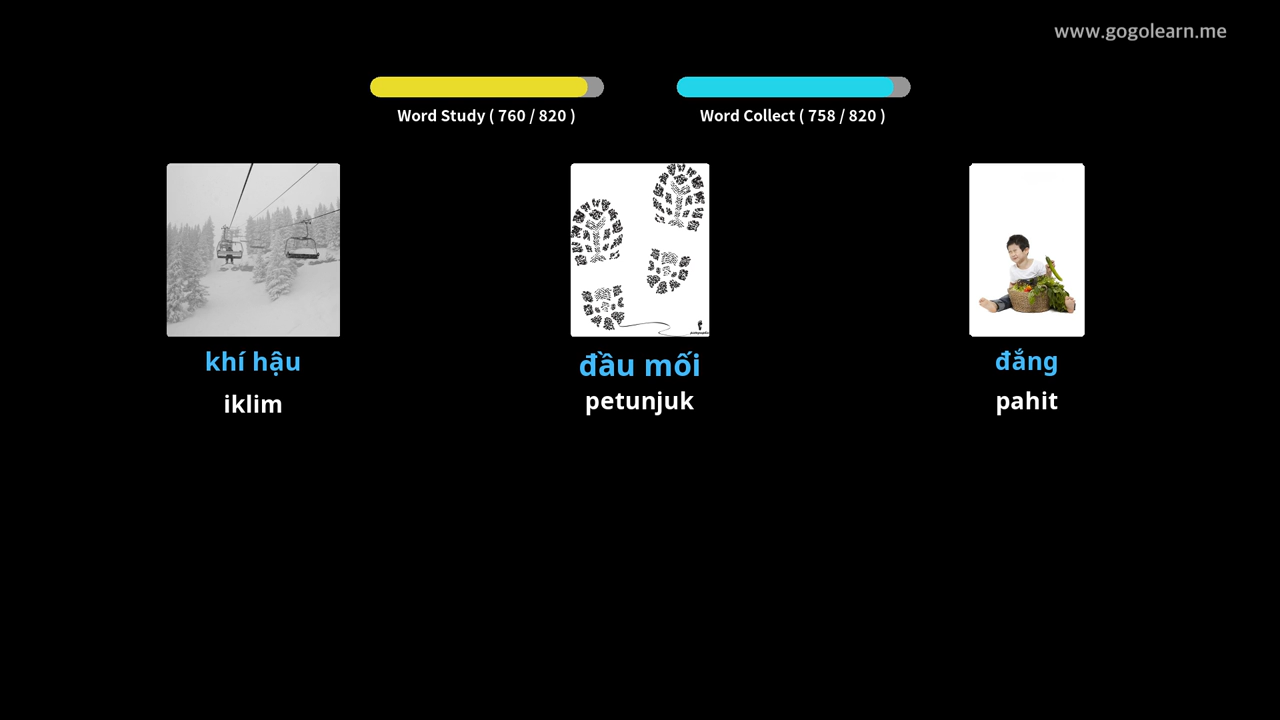 www.gogolearn.me
Word Study ( 760 / 820 )
Word Collect ( 758 / 820 )
khí hậu
iklim
đầu mối
petunjuk
đắng
pahit